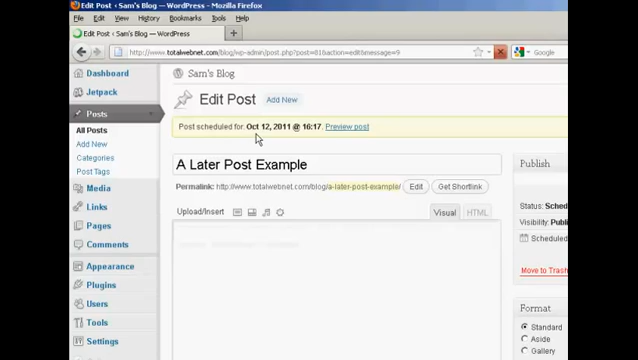 Edit Post ‹ Sam's Blog — WordPress - Mozilla Firefox
File Edit View History Bookmarks Tools Help
Edit Post ‹ Sam's Blog — WordPress +
http://www.totalwebnet.com/blog/wp-admin/post.php?post=81&action=edit&message=9
Google
Sam's Blog
Dashboard
Jetpack
Posts
All Posts
Add New
Categories
Post Tags
Media
Links
Pages
Comments
Appearance
Plugins
Users
Tools
Settings
Edit Post Add New
Post scheduled for: Oct 12, 2011 @ 16:17. Preview post
A Later Post Example
Permalink: http://www.totalwebnet.com/blog/a-later-post-example/ Edit Get Shortlink
Upload/Insert Visual HTML
Publish
Status: Sched
Visibility: Publ
Scheduled
Move to Trash
Format
Standard
Aside
Gallery